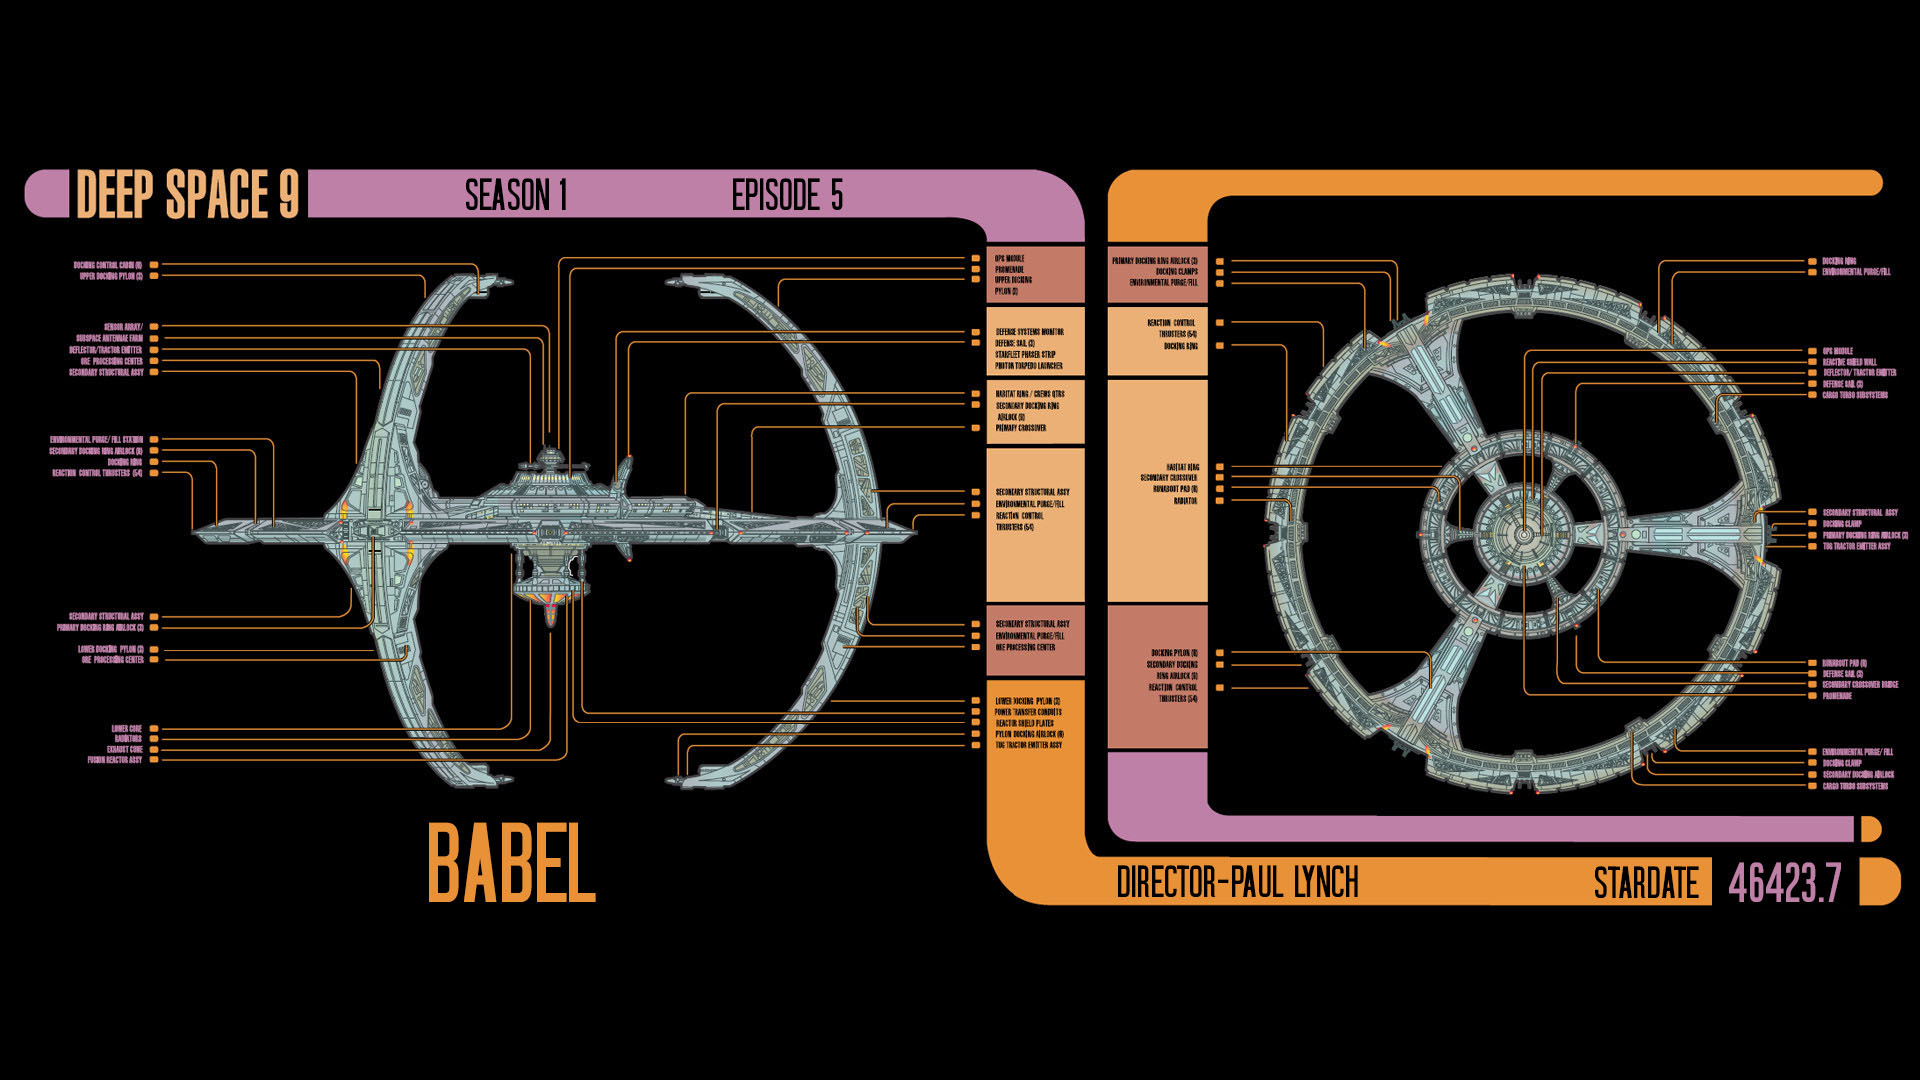 DEEP SPACE 9
SEASON 1
EPISODE 5
DOCKING CONTROL CABIN (6)
UPPER DOCKING PYLON (3)
SENSOR ARRAY/
SUBSPACE ANTENNAE FARM
DEFLECTOR/TRACTOR EMITTER
ORE PROCESSING CENTER
SECONDARY STRUCTURAL ASSY
ENVIRONMENTAL PURGE/ FILL STATION
SECONDARY DOCKING RING AIRLOCK (9)
DOCKING RING
REACTION CONTROL THRUSTERS (54)
SECONDARY STRUCTURAL ASSY
PRIMARY DOCKING RING AIRLOCK (3)
LOWER DOCKING PYLON (3)
ORE PROCESSING CENTER
LOWER CORE
RADIATORS
EXHAUST CONE
FUSION REACTOR ASSY
OPS MODULE
PROMENADE
UPPER DOCKING
PYLON (3)
DEFENSE SYSTEMS MONITOR
DEFENSE SAIL (3)
STARFLEET PHASER STRIP
PHOTON TORPEDO LAUNCHER
HABITAT RING / CREWS QTRS
SECONDARY DOCKING RING
AIRLOCK (9)
PRIMARY CROSSOVER
SECONDARY STRUCTURAL ASSY
ENVIRONMENTAL PURGE/FILL
REACTION CONTROL
THRUSTERS (54)
SECONDARY STRUCTURAL ASSY
ENVIRONMENTAL PURGE/FILL
ORE PROCESSING CENTER
LOWER DOCKING PYLON (3)
POWER TRANSFER CONDUITS
REACTOR SHIELD PLATES
PYLON DOCKING AIRLOCK (6)
TUG TRACTOR EMITTER ASSY
PRIMARY DOCKING RING AIRLOCK (3)
DOCKING CLAMPS
ENVIRONMENTAL PURGE/FILL
REACTION CONTROL
THRUSTERS (54)
DOCKING RING
HABITAT RING
SECONDARY CROSSOVER
RUNABOUT PAD (6)
RADIATOR
DOCKING PYLON (6)
SECONDARY DOCKING
RING AIRLOCK (9)
REACTION CONTROL
THRUSTERS (54)
DOCKING RING
ENVIRONMENTAL PURGE/FILL
OPS MODULE
REACTIVE SHIELD WALL
DEFLECTOR/ TRACTOR EMITTER
DEFENSE SAIL (3)
CARGO TURBO SUBSYSTEMS
SECONDARY STRUCTURAL ASSY
DOCKING CLAMP
PRIMARY DOCKING RING AIRLOCK (3)
TUG TRACTOR EMITTER ASSY
RUNABOUT PAD (6)
DEFENSE SAIL (3)
SECONDARY CROSSOVER BRIDGE
PROMENADE
ENVIRONMENTAL PURGE/ FILL
DOCKING CLAMP
SECONDARY DOCKING AIRLOCK
CARGO TURBO SUBSYSTEMS
BABEL
DIRECTOR-PAUL LYNCH
STARDATE 46423.7